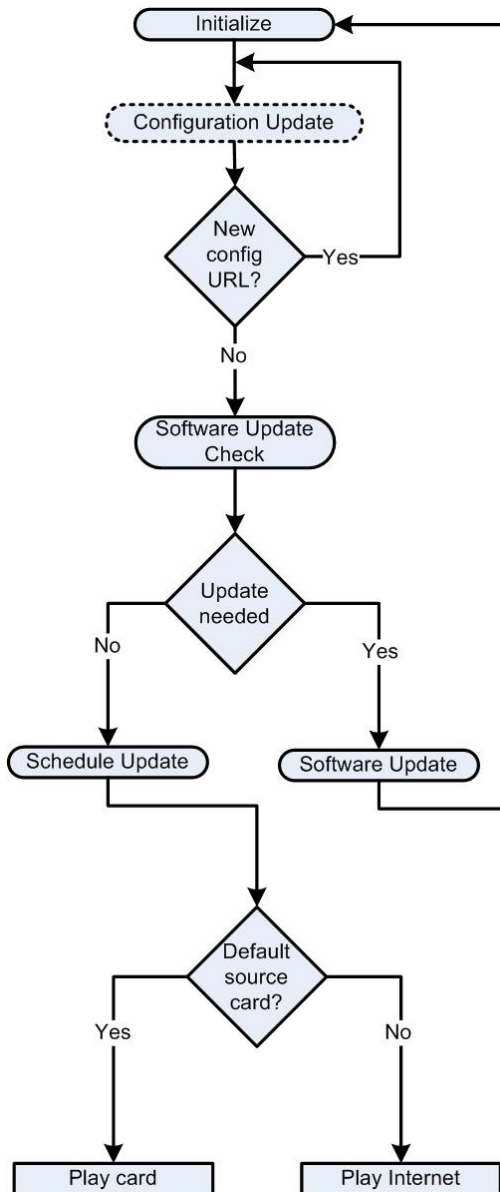 Initialize
Configuration Update
New
config
URL?
Yes
No
Software Update
Check
Update
needed
No
Yes
Schedule Update
Software Update
Default
source
card?
Yes
No
Play card
Play Internet